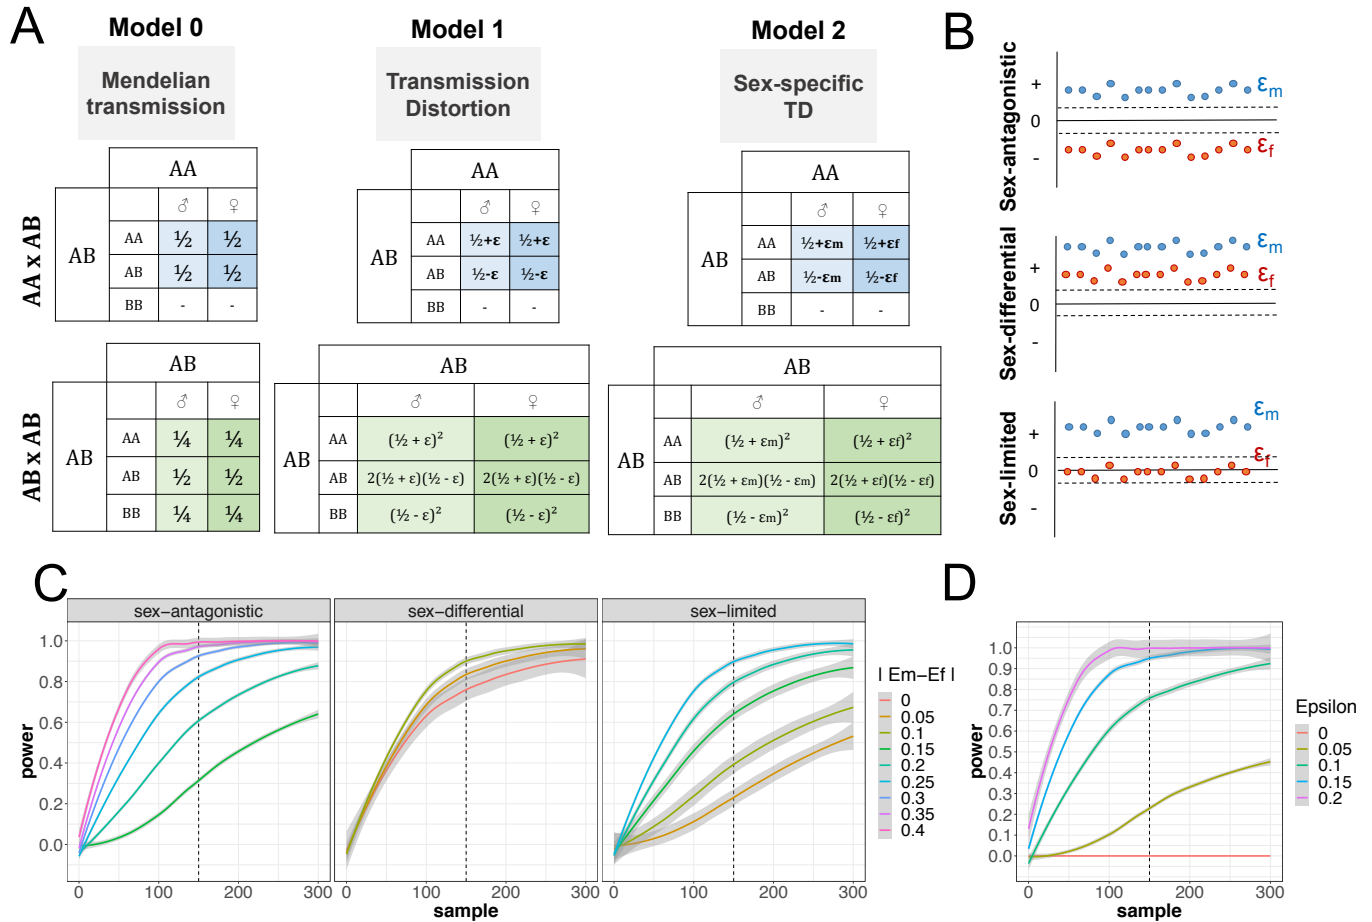 A
Model 0
Model 1
Model 2
Mendelian
transmission
Transmission
Distortion
Sex-specific
TD
AA x AB
AA
♂ ♀
AB
AA ½ ½
AB ½ ½
BB - -
AA
♂ ♀
AB
AA ½+ε ½+ε
AB ½-ε ½-ε
BB - -
AA
♂ ♀
AB
AA ½+εm ½+εf
AB ½-εm ½-εf
BB - -
AB x AB
AB
♂ ♀
AB
AA ¼ ¼
AB ½ ½
BB ¼ ¼
AB
♂ ♀
AB
AA (½ + ε)² (½ + ε)²
AB 2(½ + ε)(½ - ε) 2(½ + ε)(½ - ε)
BB (½ - ε)² (½ - ε)²
AB
♂ ♀
AB
AA (½ + εm)² (½ + εf)²
AB 2(½ + εm)(½ - εm) 2(½ + εf)(½ - εf)
BB (½ - εm)² (½ - εf)²
B
Sex-antagonistic
+
0
-
εm
εf
Sex-differential
+
0
-
εm
εf
Sex-limited
+
0
-
εm
εf
C
sex-antagonistic
sex-differential
sex-limited
power
1.0
0.8
0.6
0.4
0.2
0.0
0 100 200 300
0 100 200 300
0 100 200 300
sample
| Em-Ef |
0
0.05
0.1
0.15
0.2
0.25
0.3
0.35
0.4
D
power
1.0
0.9
0.8
0.7
0.6
0.5
0.4
0.3
0.2
0.1
0.0
0 100 200 300
sample
Epsilon
0
0.05
0.1
0.15
0.2